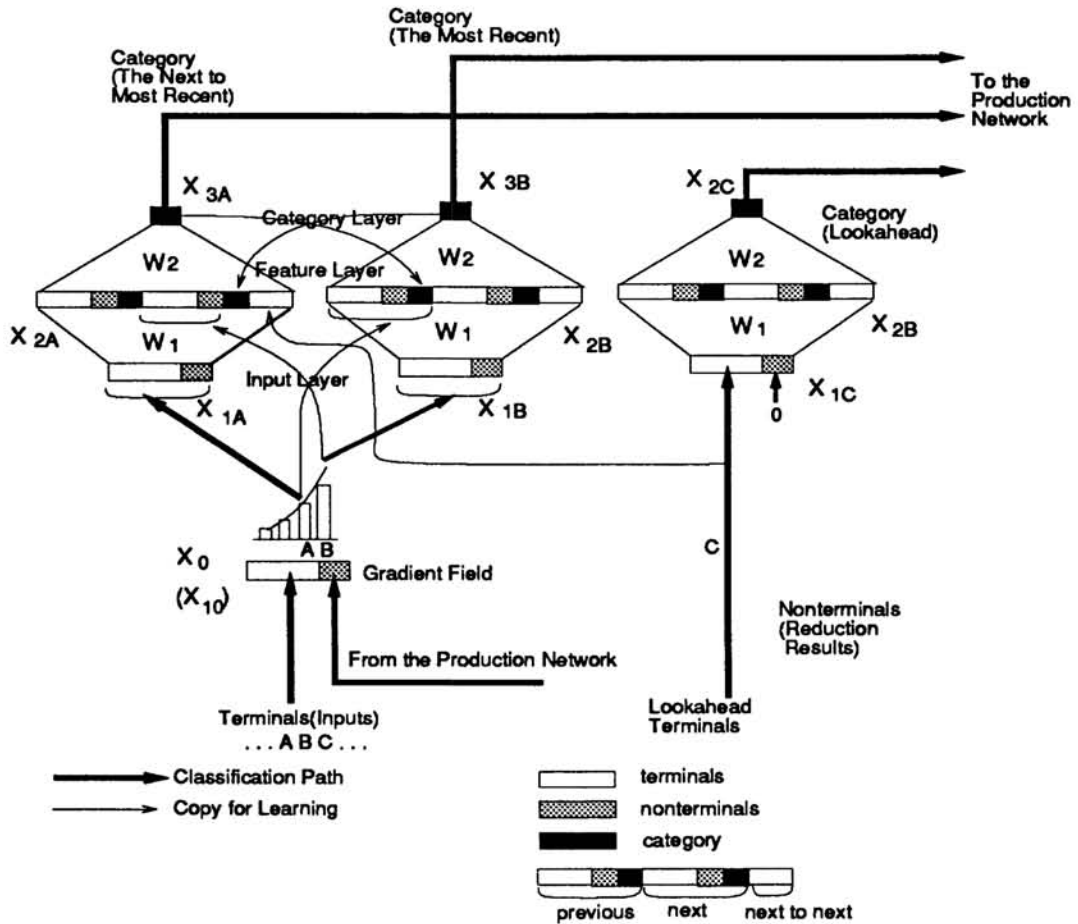 Category
(The Most Recent)
Category
(The Next to
Most Recent)
To the
Production
Network
X 3A
X 3B
X 2C
Category Layer
Category
(Lookahead)
W2
W2
W2
Feature Layer
X 2A
W1
W1
X 2B
W1
X 2B
Input Layer
X 1A
X 1B
X 1C
0
A B
C
X 0
(X 10)
Gradient Field
Nonterminals
(Reduction
Results)
From the Production Network
Terminals(Inputs)
. . . A B C . . .
Lookahead
Terminals
Classification Path
Copy for Learning
terminals
nonterminals
category
previous next next to next